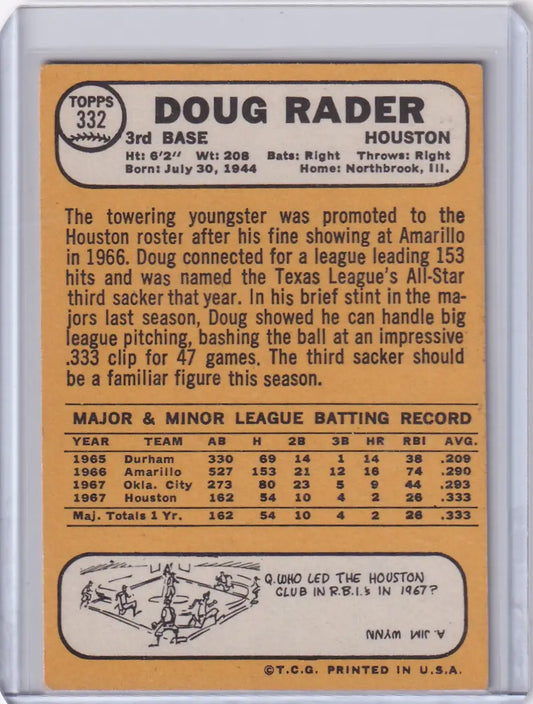 TOPPS
332
DOUG RADER
3rd BASE HOUSTON
Ht: 6'2" Wt: 208 Bats: Right Throws: Right
Born: July 30, 1944 Home: Northbrook, Ill.
The towering youngster was promoted to the
Houston roster after his fine showing at Amarillo
in 1966. Doug connected for a league leading 153
hits and was named the Texas League's All-Star
third sacker that year. In his brief stint in the ma-
jors last season, Doug showed he can handle big
league pitching, bashing the ball at an impressive
.333 clip for 47 games. The third sacker should
be a familiar figure this season.
MAJOR & MINOR LEAGUE BATTING RECORD
YEAR TEAM AB H 2B 3B HR RBI AVG.
1965 Durham 330 69 14 1 14 38 .209
1966 Amarillo 527 153 21 12 16 74 .290
1967 Okla. City 273 80 23 5 9 44 .293
1967 Houston 162 54 10 4 2 26 .333
Maj. Totals 1 Yr. 162 54 10 4 2 26 .333
Q. WHO LED THE HOUSTON
CLUB IN R.B.I.'s IN 1967?
A. JIM WYNN
©T.C.G. PRINTED IN U.S.A.